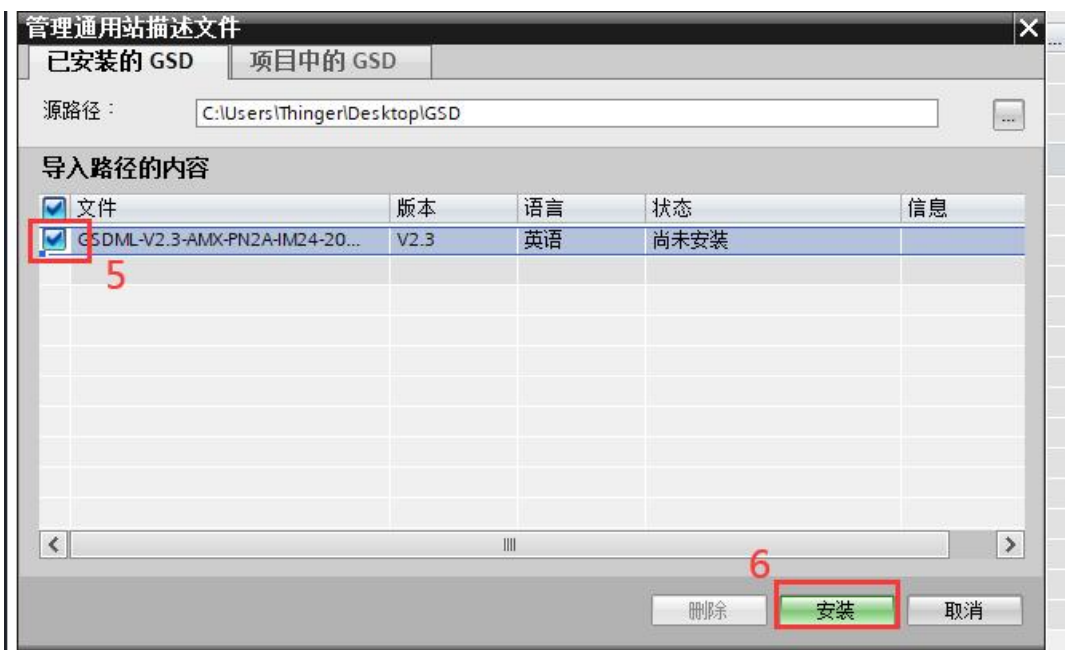 管理通用站描述文件
已安装的 GSD 项目中的 GSD
源路径： C:\Users\Thinger\Desktop\GSD ...
导入路径的内容
文件 版本 语言 状态 信息
GSDML-V2.3-AMX-PN2A-IM24-20... V2.3 英语 尚未安装
5
6
删除 安装 取消